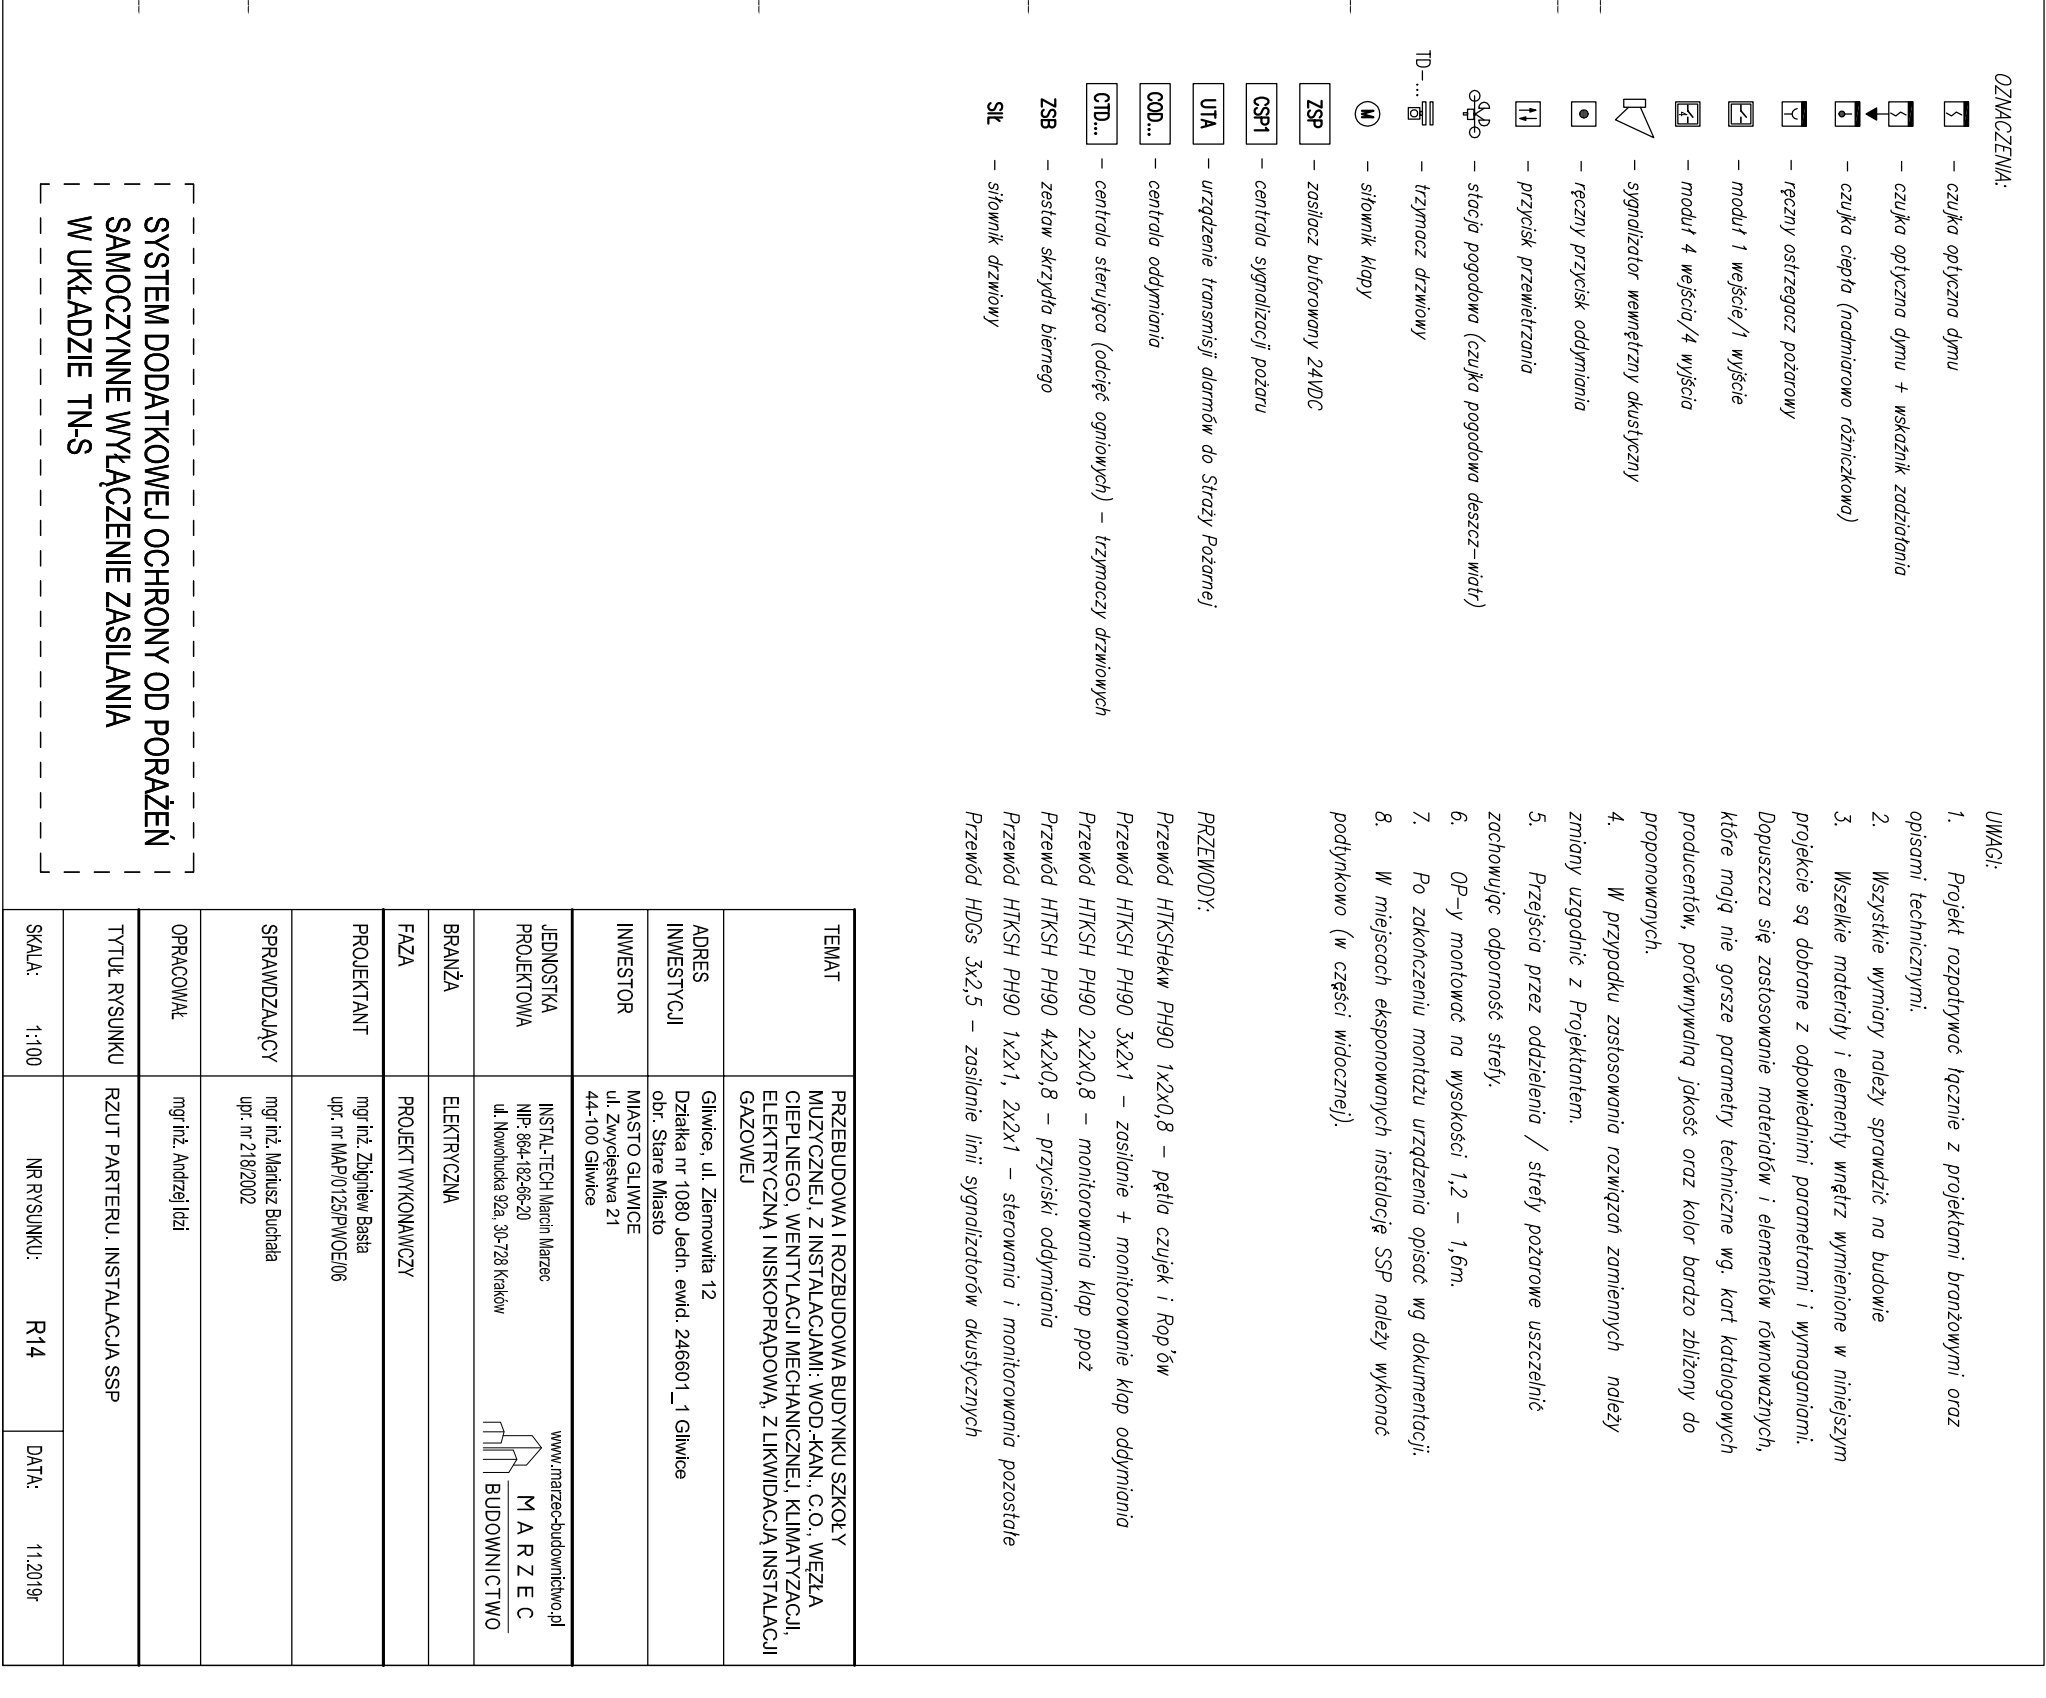 OZNACZENIA:
– czujka optyczna dymu
– czujka optyczna dymu + wskaźnik zadziałania
– czujka ciepła (nadmiarowo różniczkowa)
– ręczny ostrzegacz pożarowy
– moduł 1 wejście/1 wyjście
– moduł 4 wejścia/4 wyjścia
– sygnalizator wewnętrzny akustyczny
– ręczny przycisk oddymiania
– przycisk przewietrzania
– stacja pogodowa (czujka pogodowa deszcz–wiatr)
TD–... – trzymacz drzwiowy
M – siłownik klapy
ZSP – zasilacz buforowany 24VDC
CSP1 – centrala sygnalizacji pożaru
UTA – urządzenie transmisji alarmów do Straży Pożarnej
COD... – centrala oddymiania
CTD... – centrala sterująca (odcięć ogniowych) – trzymaczy drzwiowych
ZSB – zestaw skrzydła biernego
SIŁ – siłownik drzwiowy
SYSTEM DODATKOWEJ OCHRONY OD PORAŻEŃ
SAMOCZYNNE WYŁĄCZENIE ZASILANIA
W UKŁADZIE TN-S
UWAGI:
1. Projekt rozpatrywać łącznie z projektami branżowymi oraz
opisami technicznymi.
2. Wszystkie wymiary należy sprawdzić na budowie
3. Wszelkie materiały i elementy wnętrz wymienione w niniejszym
projekcie są dobrane z odpowiednimi parametrami i wymaganiami.
Dopuszcza się zastosowanie materiałów i elementów równoważnych,
które mają nie gorsze parametry techniczne wg. kart katalogowych
producentów, porównywalną jakość oraz kolor bardzo zbliżony do
proponowanych.
4. W przypadku zastosowania rozwiązań zamiennych należy
zmiany uzgodnić z Projektantem.
5. Przejścia przez oddzielenia / strefy pożarowe uszczelnić
zachowując odporność strefy.
6. OP–y montować na wysokości 1,2 – 1,6m.
7. Po zakończeniu montażu urządzenia opisać wg dokumentacji.
8. W miejscach eksponowanych instalację SSP należy wykonać
podtynkowo (w części widocznej).
PRZEWODY:
Przewód HTKSHekw PH90 1x2x0,8 – pętla czujek i Rop'ów
Przewód HTKSH PH90 3x2x1 – zasilanie + monitorowanie klap oddymiania
Przewód HTKSH PH90 2x2x0,8 – monitorowania klap ppoż
Przewód HTKSH PH90 4x2x0,8 – przyciski oddymiania
Przewód HTKSH PH90 1x2x1, 2x2x1 – sterowania i monitorowania pozostałe
Przewód HDGs 3x2,5 – zasilanie linii sygnalizatorów akustycznych
TEMAT
PRZEBUDOWA I ROZBUDOWA BUDYNKU SZKOŁY
MUZYCZNEJ, Z INSTALACJAMI: WOD.-KAN., C.O., WĘZŁA
CIEPLNEGO, WENTYLACJI MECHANICZNEJ, KLIMATYZACJI,
ELEKTRYCZNĄ I NISKOPRĄDOWĄ, Z LIKWIDACJĄ INSTALACJI
GAZOWEJ
ADRES
INWESTYCJI
Gliwice, ul. Ziemowita 12
Działka nr 1080 Jedn. ewid. 246601_1 Gliwice
obr. Stare Miasto
INWESTOR
MIASTO GLIWICE
ul. Zwycięstwa 21
44-100 Gliwice
JEDNOSTKA
PROJEKTOWA
INSTAL-TECH Marcin Marzec
NIP: 864-182-66-20
ul. Nowohucka 92a, 30-728 Kraków
www.marzec-budownictwo.pl
MARZEC
BUDOWNICTWO
BRANŻA ELEKTRYCZNA
FAZA PROJEKT WYKONAWCZY
PROJEKTANT
mgr inż. Zbigniew Basta
upr. nr MAP/0125/PWOE/06
SPRAWDZAJĄCY
mgr inż. Mariusz Buchała
upr. nr 218/2002
OPRACOWAŁ mgr inż. Andrzej Idzi
TYTUŁ RYSUNKU RZUT PARTERU. INSTALACJA SSP
SKALA: 1:100 NR RYSUNKU: R14 DATA: 11.2019r